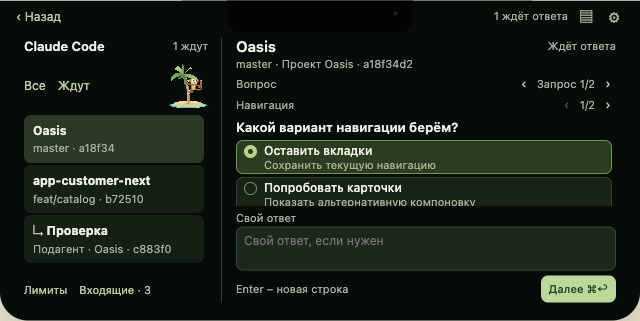 ‹ Назад
1 ждёт ответа
Claude Code
1 ждут
Все Ждут
Oasis
master · a18f34
app-customer-next
feat/catalog · b72510
Проверка
Подагент · Oasis · c883f0
Лимиты Входящие · 3
Oasis
Ждёт ответа
master · Проект Oasis · a18f34d2
Вопрос
‹ Запрос 1/2 ›
Навигация
‹ 1/2 ›
Какой вариант навигации берём?
Оставить вкладки
Сохранить текущую навигацию
Попробовать карточки
Показать альтернативную компоновку
Свой ответ
Свой ответ, если нужен
Enter – новая строка
Далее ⌘↩